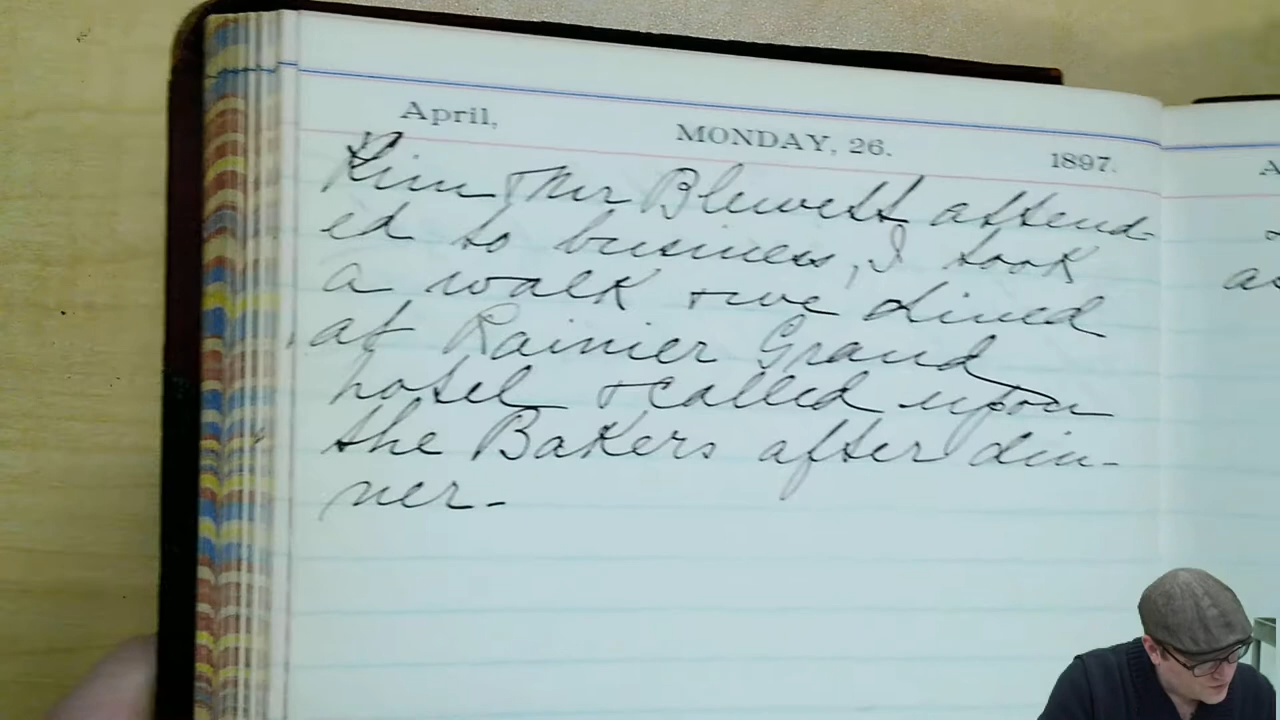 April, MONDAY, 26. 1897.
Kim & Mr Blewett attend-
ed to business, I took
a walk & we dined
at Rainier Grand
hotel & called upon
the Bakers after din-
ner-